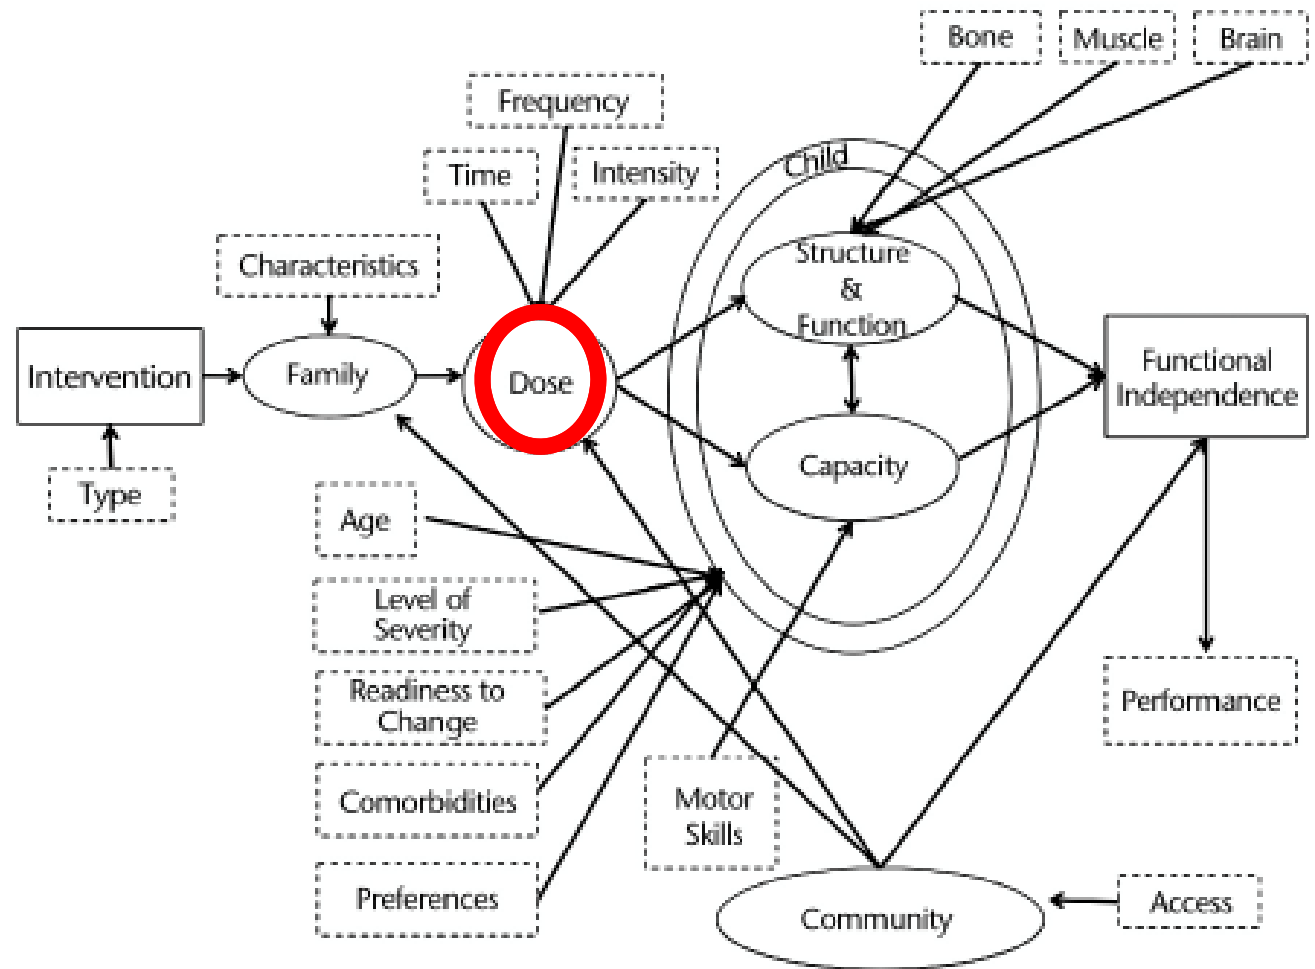 Bone
Muscle
Brain
Frequency
Time
Intensity
Child
Characteristics
Structure
&
Function
Intervention
Family
Dose
Functional
Independence
Capacity
Type
Age
Level of
Severity
Readiness to
Change
Performance
Comorbidities
Motor
Skills
Preferences
Community
Access